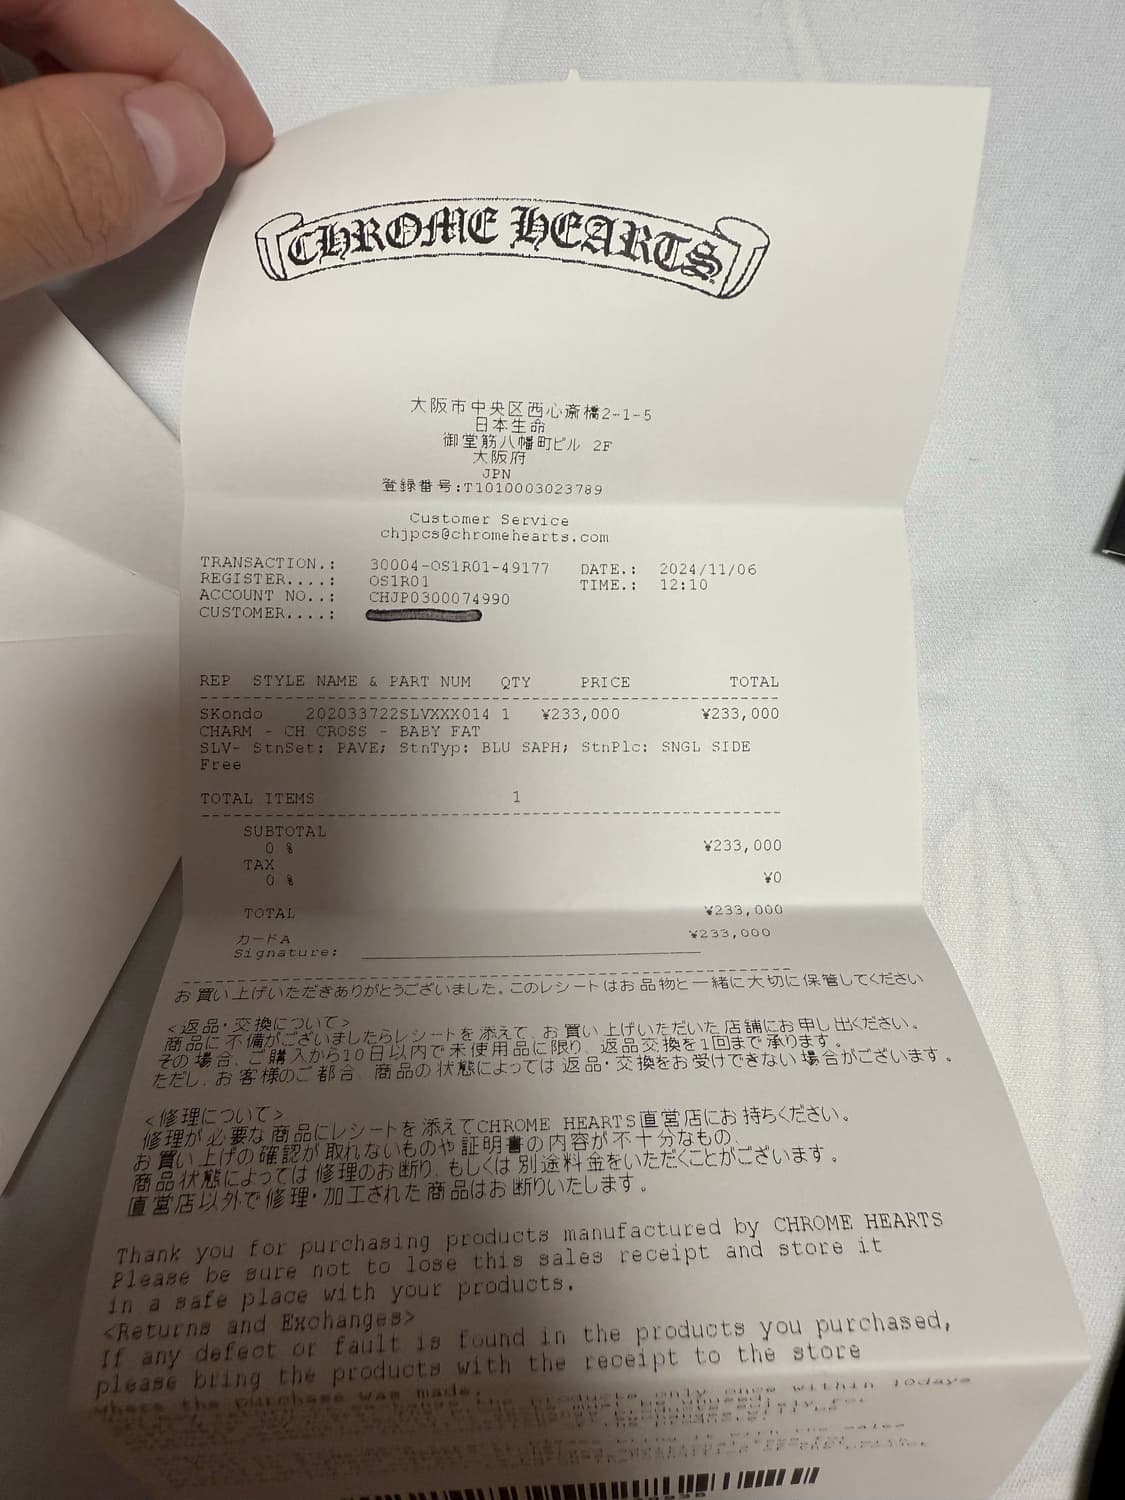 CHROME HEARTS
大阪市中央区西心斎橋2-1-5
日本生命
御堂筋八幡町ビル 2F
大阪府
JPN
登録番号:T1010003023789
Customer Service
chjpcs@chromehearts.com
TRANSACTION.: 30004-OS1R01-49177 DATE.: 2024/11/06
REGISTER....: OS1R01 TIME.: 12:10
ACCOUNT NO..: CHJP0300074990
CUSTOMER....:
REP STYLE NAME & PART NUM QTY PRICE TOTAL
SKondo 202033722SLVXXX014 1 ¥233,000 ¥233,000
CHARM - CH CROSS - BABY FAT
SLV- StnSet: PAVE; StnTyp: BLU SAPH; StnPlc: SNGL SIDE
Free
TOTAL ITEMS 1
SUBTOTAL
0 % ¥233,000
TAX
0 % ¥0
TOTAL ¥233,000
カードA ¥233,000
Signature:
お買い上げいただきありがとうございました。このレシートはお品物と一緒に大切に保管してください
<返品・交換について>
商品に不備がございましたらレシートを添えて、お買い上げいただいた店舗にお申し出ください。
その場合、ご購入から10日以内で未使用品に限り、返品交換を1回まで承ります。
ただし、お客様のご都合、商品の状態によっては返品・交換をお受けできない場合がございます。
<修理について>
修理が必要な商品にレシートを添えてCHROME HEARTS直営店にお持ちください。
お買い上げの確認が取れないものや証明書の内容が不十分なもの、
商品状態によっては修理のお断り、もしくは別途料金をいただくことがございます。
直営店以外で修理・加工された商品はお断りいたします。
Thank you for purchasing products manufactured by CHROME HEARTS
Please be sure not to lose this sales receipt and store it
in a safe place with your products.
<Returns and Exchanges>
If any defect or fault is found in the products you purchased,
please bring the products with the receipt to the store
where the purchase was made.
products only once within 10days